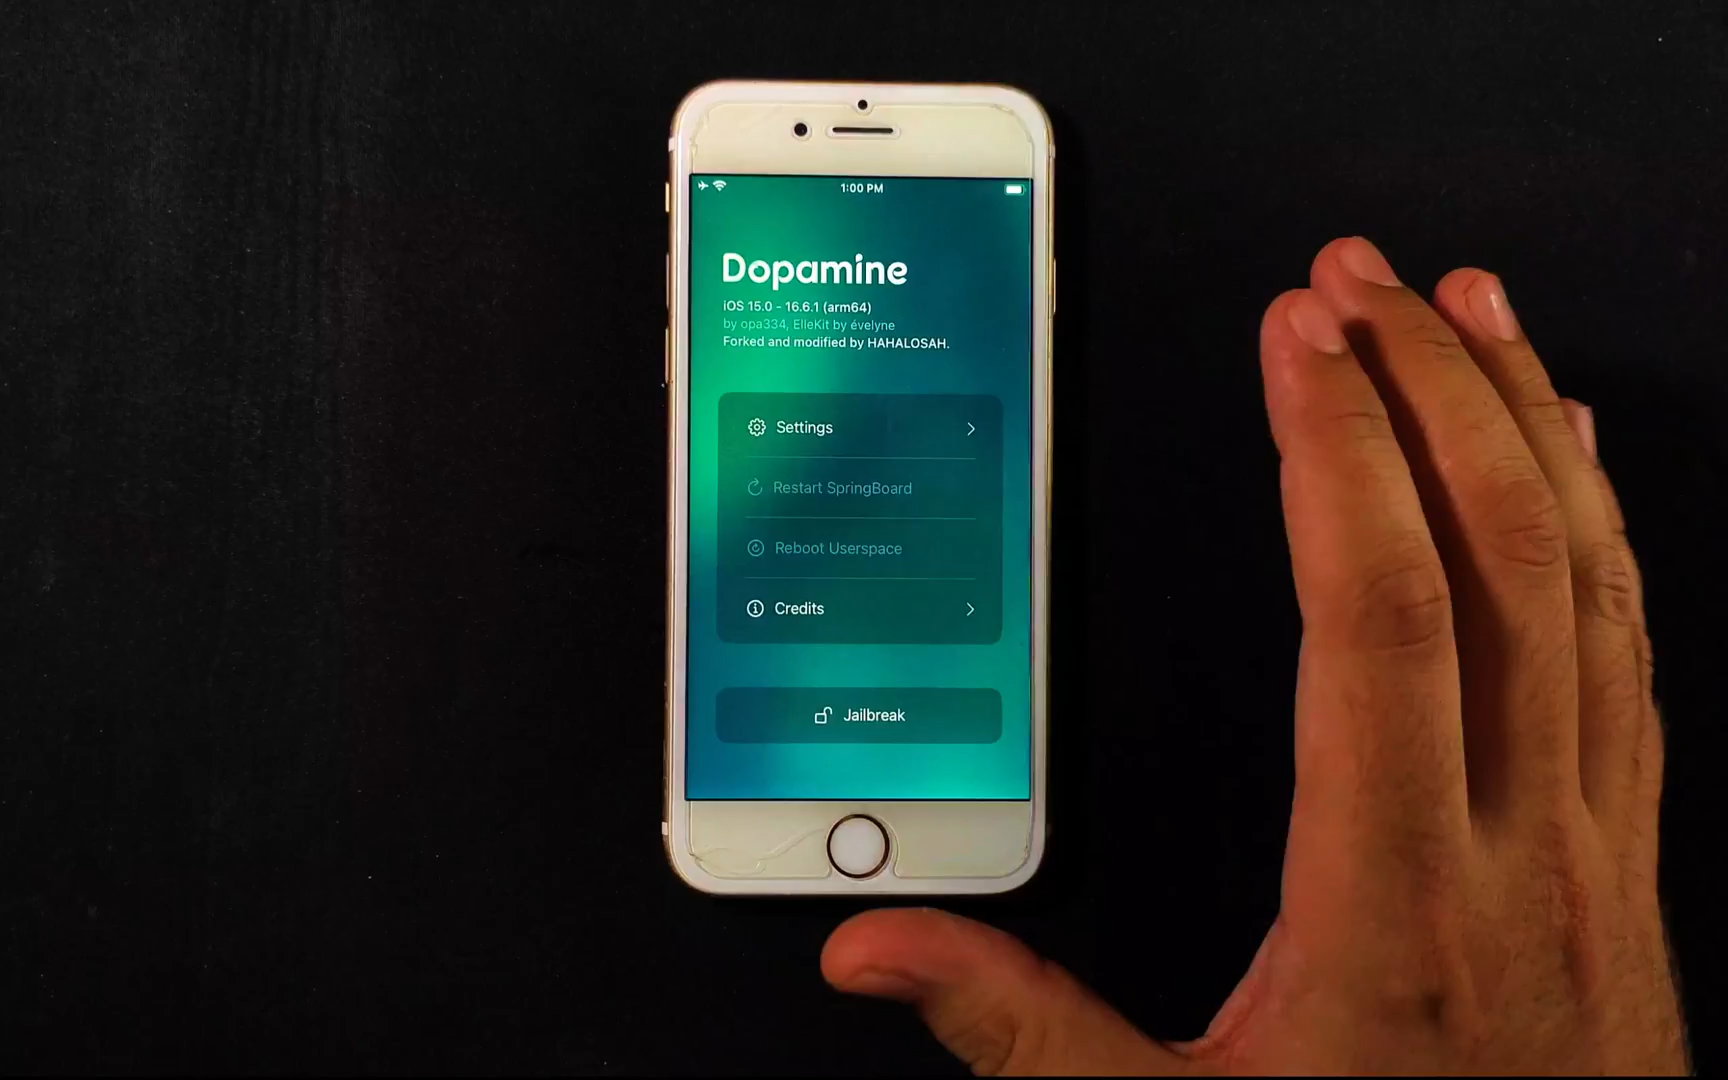 1:00 PM
Dopamine
iOS 15.0 - 16.6.1 (arm64)
by opa334, ElleKit by évelyne
Forked and modified by HAHALOSAH.
Settings
Restart SpringBoard
Reboot Userspace
Credits
Jailbreak